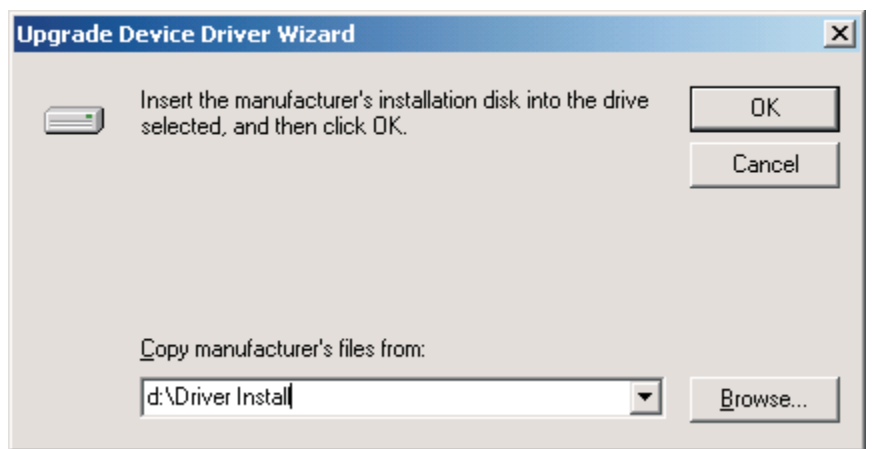 Upgrade Device Driver Wizard
Insert the manufacturer's installation disk into the drive
selected, and then click OK.
OK
Cancel
Copy manufacturer's files from:
d:\Driver Install
Browse...